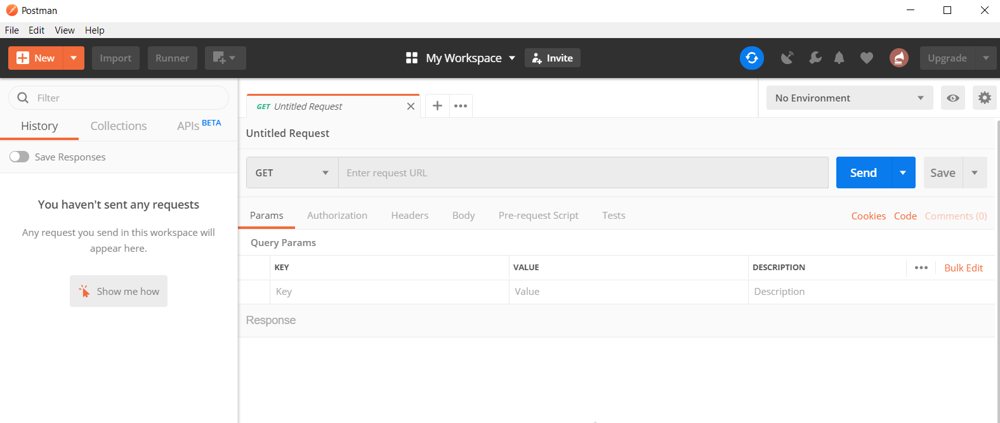 Postman
File Edit View Help
New Import Runner My Workspace Invite Upgrade
Filter
History Collections APIs BETA
Save Responses
You haven't sent any requests
Any request you send in this workspace will
appear here.
Show me how
GET Untitled Request
No Environment
Untitled Request
GET Enter request URL Send Save
Params Authorization Headers Body Pre-request Script Tests Cookies Code Comments (0)
Query Params
KEY VALUE DESCRIPTION Bulk Edit
Key Value Description
Response